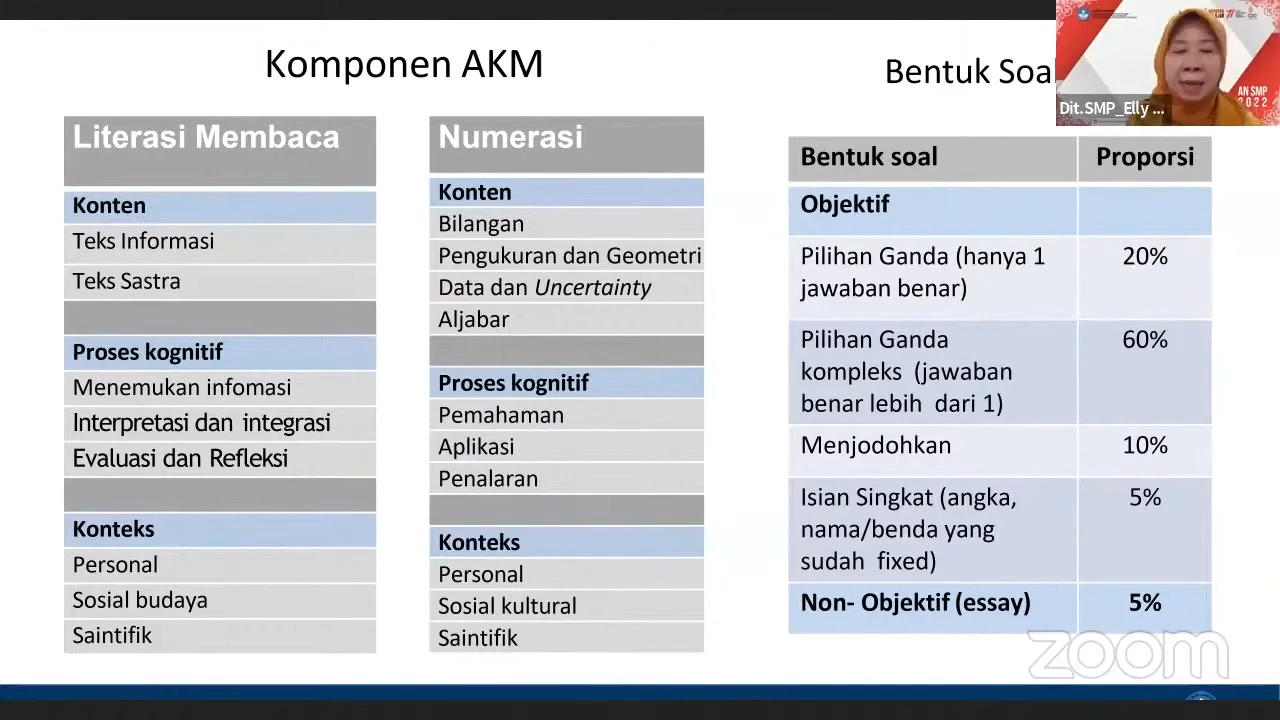 Komponen AKM
Literasi Membaca
Konten
Teks Informasi
Teks Sastra
Proses kognitif
Menemukan infomasi
Interpretasi dan integrasi
Evaluasi dan Refleksi
Konteks
Personal
Sosial budaya
Saintifik
Numerasi
Konten
Bilangan
Pengukuran dan Geometri
Data dan Uncertainty
Aljabar
Proses kognitif
Pemahaman
Aplikasi
Penalaran
Konteks
Personal
Sosial kultural
Saintifik
Bentuk Soa
Bentuk soal Proporsi
Objektif
Pilihan Ganda (hanya 1 20%
jawaban benar)
Pilihan Ganda 60%
kompleks (jawaban
benar lebih dari 1)
Menjodohkan 10%
Isian Singkat (angka, 5%
nama/benda yang
sudah fixed)
Non- Objektif (essay) 5%
AN SMP
2022
Dit.SMP_Elly ...
zoom